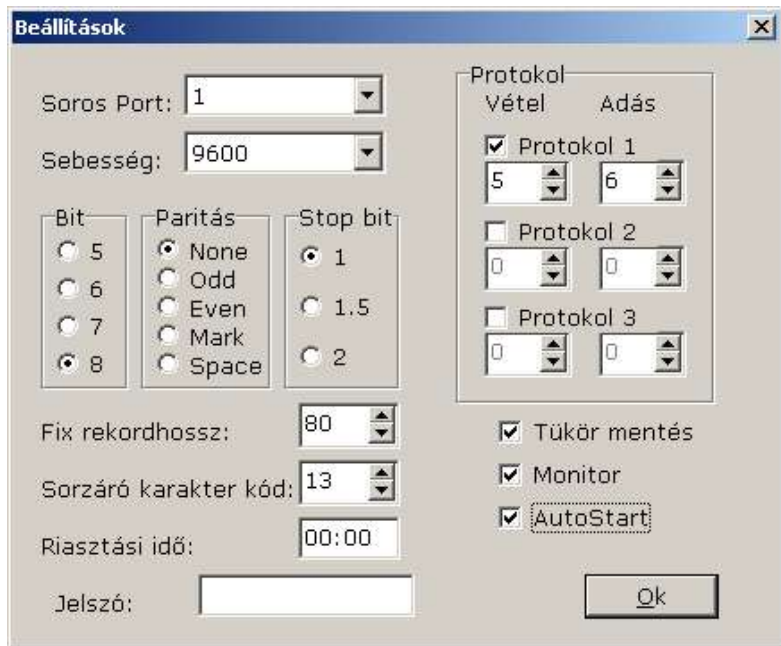 Beállítások
Soros Port: 1
Sebesség: 9600
Bit
5
6
7
8
Paritás
None
Odd
Even
Mark
Space
Stop bit
1
1.5
2
Fix rekordhossz: 80
Sorzáró karakter kód: 13
Riasztási idő: 00:00
Jelszó:
Protokol
Vétel Adás
Protokol 1
5 6
Protokol 2
0 0
Protokol 3
0 0
Tükör mentés
Monitor
AutoStart
Ok